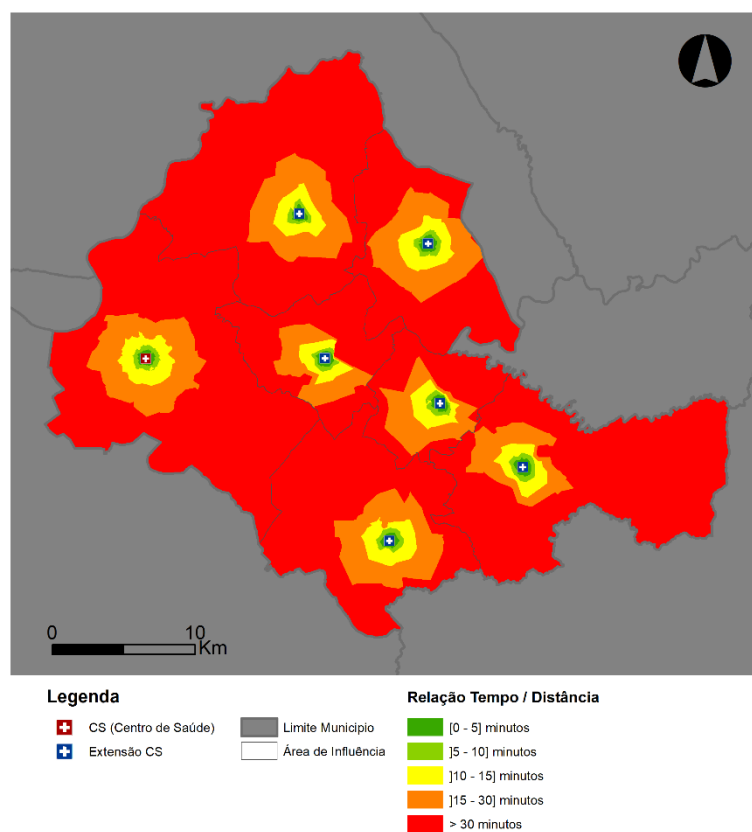 0 10
Km
Legenda
CS (Centro de Saúde)
Extensão CS
Limite Municipio
Área de Influência
Relação Tempo / Distância
[0 - 5] minutos
]5 - 10] minutos
]10 - 15] minutos
]15 - 30] minutos
> 30 minutos